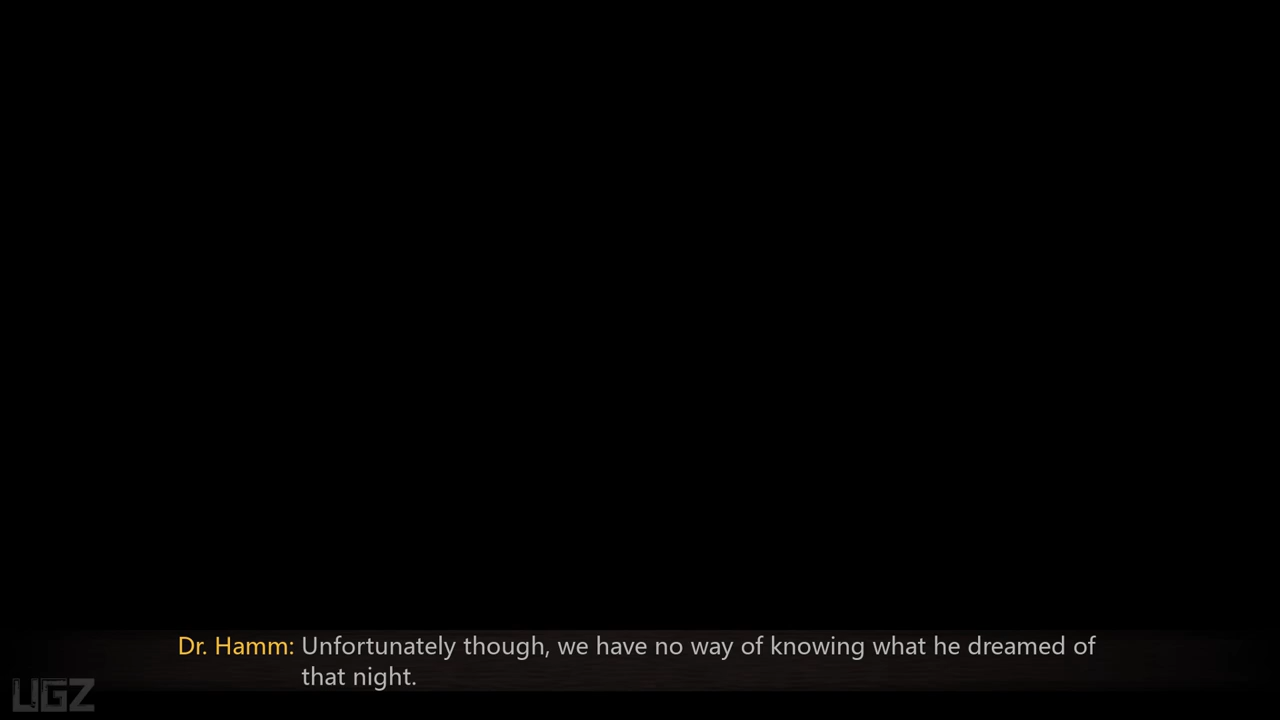 Dr. Hamm: Unfortunately though, we have no way of knowing what he dreamed of
that night.
UGZ